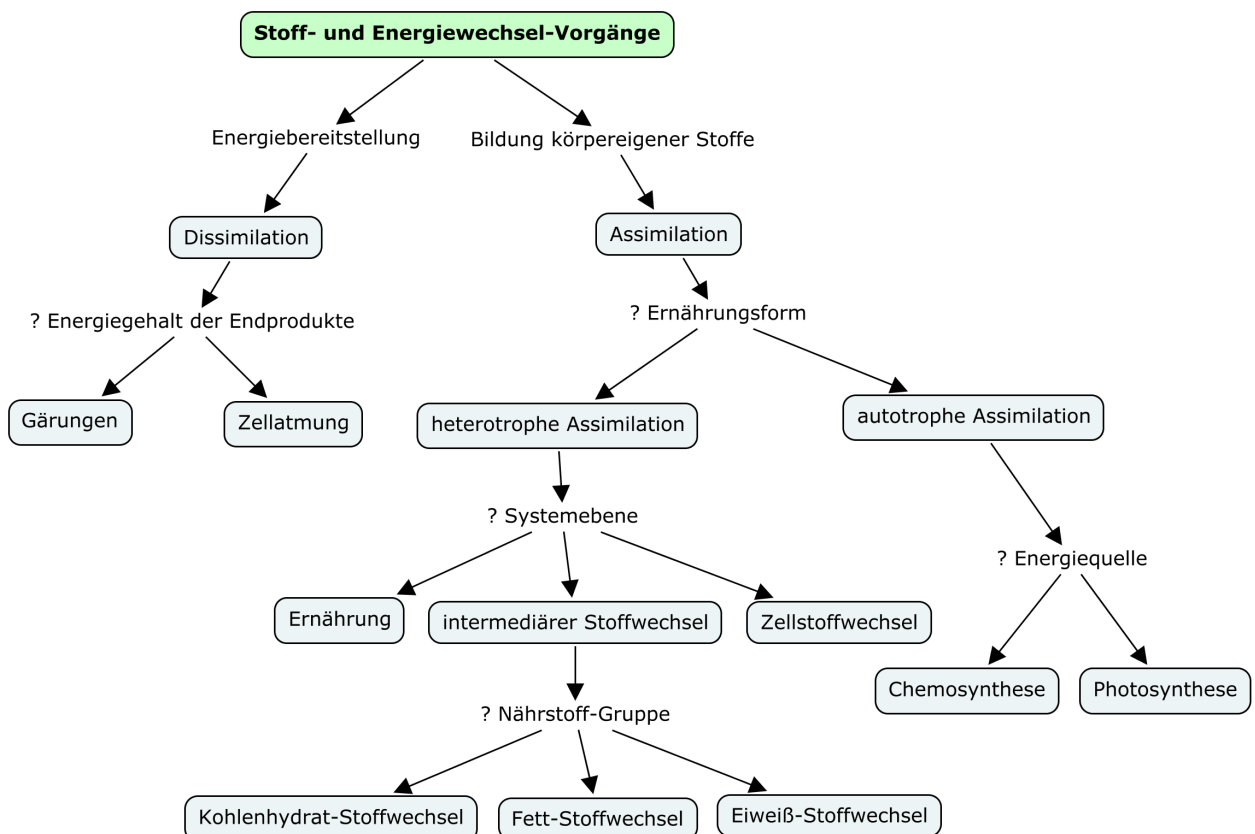 Stoff- und Energiewechsel-Vorgänge
Energiebereitstellung
Bildung körpereigener Stoffe
Dissimilation
Assimilation
? Energiegehalt der Endprodukte
? Ernährungsform
Gärungen
Zellatmung
heterotrophe Assimilation
autotrophe Assimilation
? Systemebene
? Energiequelle
Ernährung
intermediärer Stoffwechsel
Zellstoffwechsel
Chemosynthese
Photosynthese
? Nährstoff-Gruppe
Kohlenhydrat-Stoffwechsel
Fett-Stoffwechsel
Eiweiß-Stoffwechsel